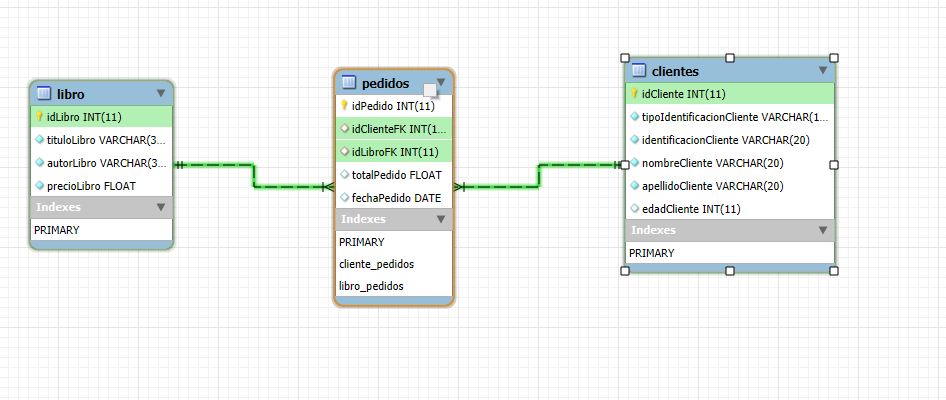 libro
idLibro INT(11)
tituloLibro VARCHAR(3...
autorLibro VARCHAR(3...
precioLibro FLOAT
Indexes
PRIMARY
pedidos
idPedido INT(11)
idClienteFK INT(1...
idLibroFK INT(11)
totalPedido FLOAT
fechaPedido DATE
Indexes
PRIMARY
cliente_pedidos
libro_pedidos
clientes
idCliente INT(11)
tipoIdentificacionCliente VARCHAR(1...
identificacionCliente VARCHAR(20)
nombreCliente VARCHAR(20)
apellidoCliente VARCHAR(20)
edadCliente INT(11)
Indexes
PRIMARY